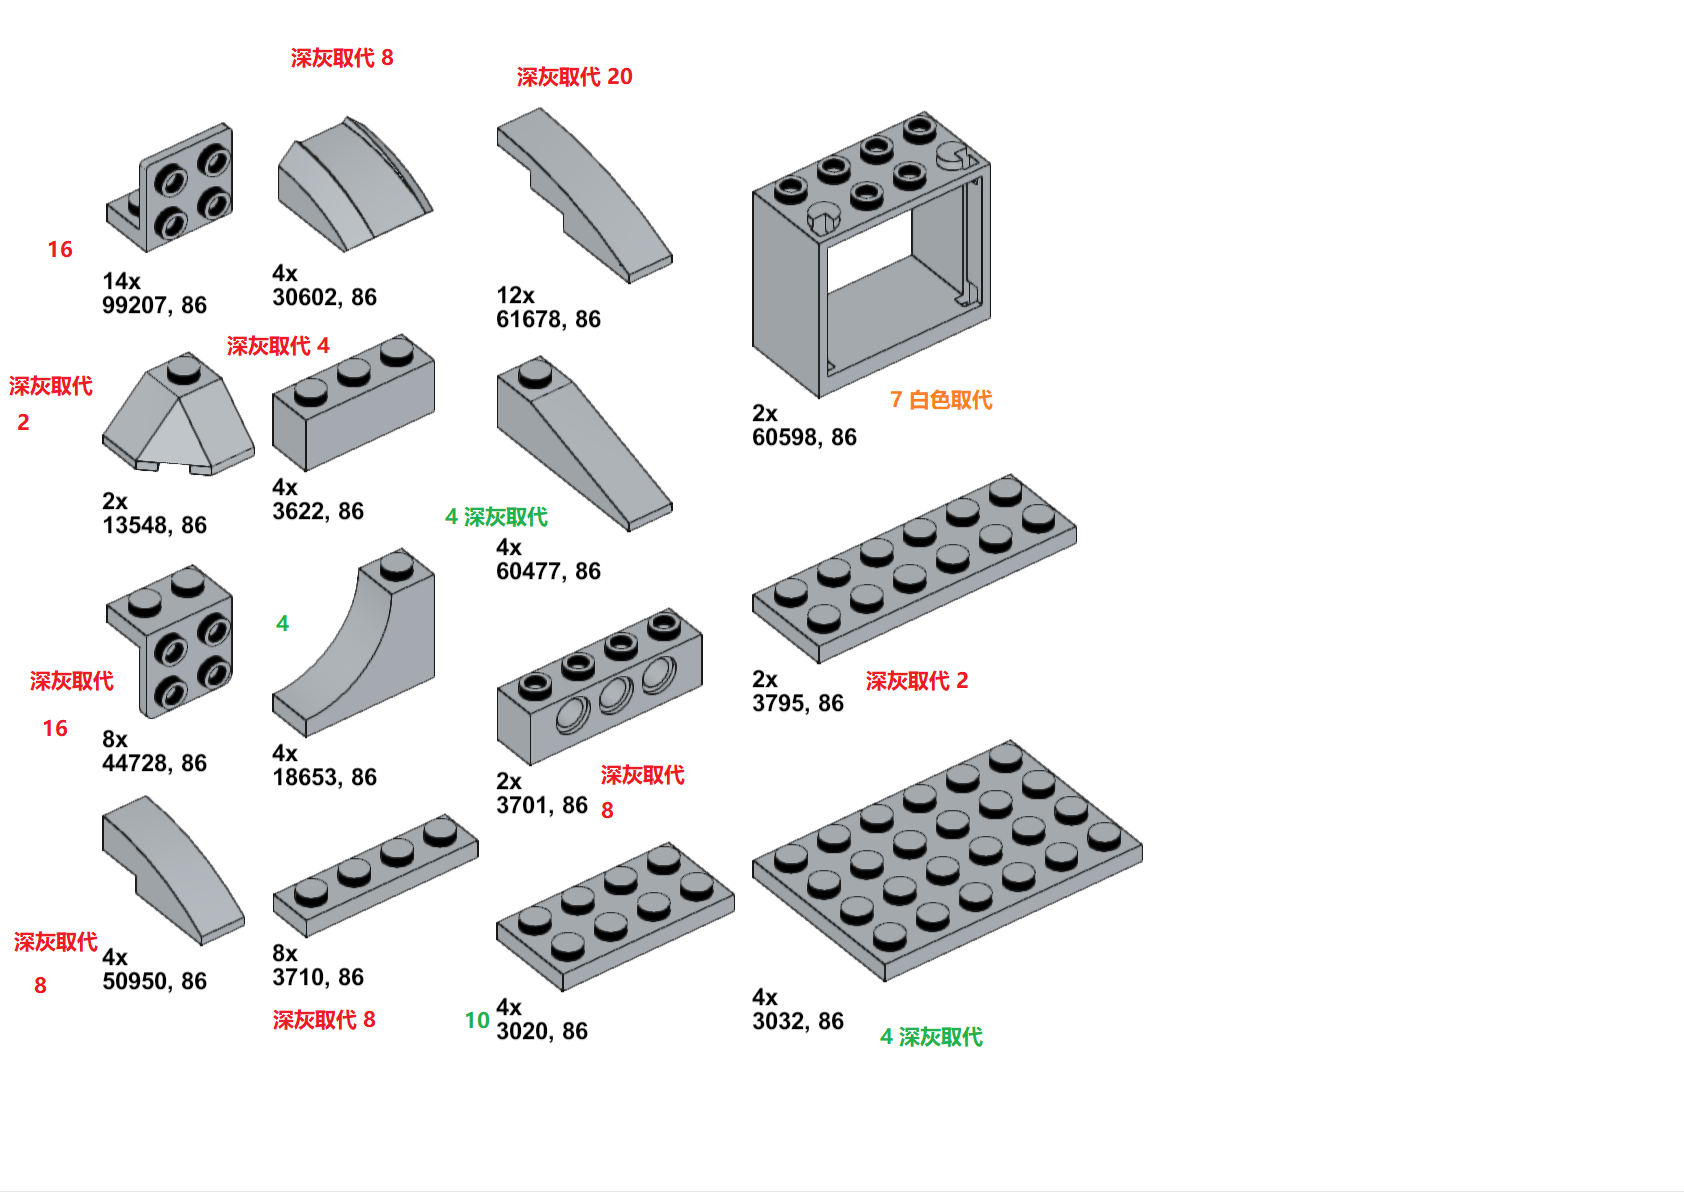 深灰取代 8
深灰取代 20
16
14x
99207, 86
4x
30602, 86
12x
61678, 86
7 白色取代
2x
60598, 86
深灰取代
2
深灰取代 4
2x
13548, 86
4x
3622, 86
4 深灰取代
4x
60477, 86
深灰取代
16
8x
44728, 86
4
4x
18653, 86
2x
3701, 86
深灰取代
8
2x
3795, 86
深灰取代 2
深灰取代
8
4x
50950, 86
8x
3710, 86
深灰取代 8
10
4x
3020, 86
4x
3032, 86
4 深灰取代